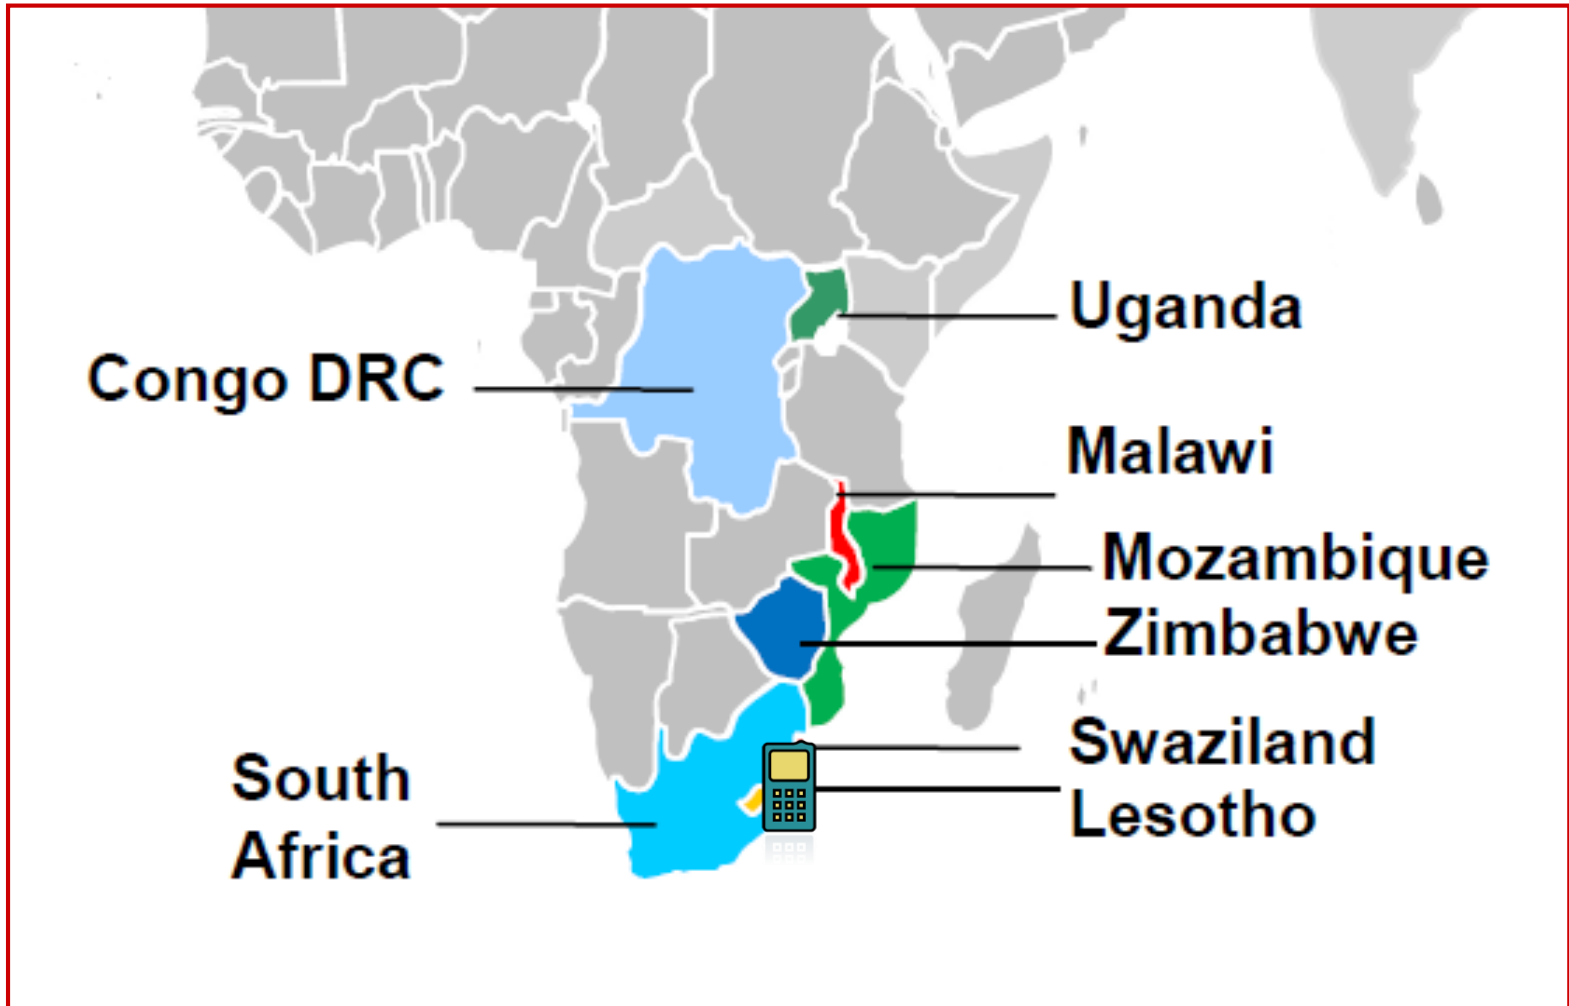 Uganda
Congo DRC
Malawi
Mozambique
Zimbabwe
Swaziland
South
Africa
Lesotho